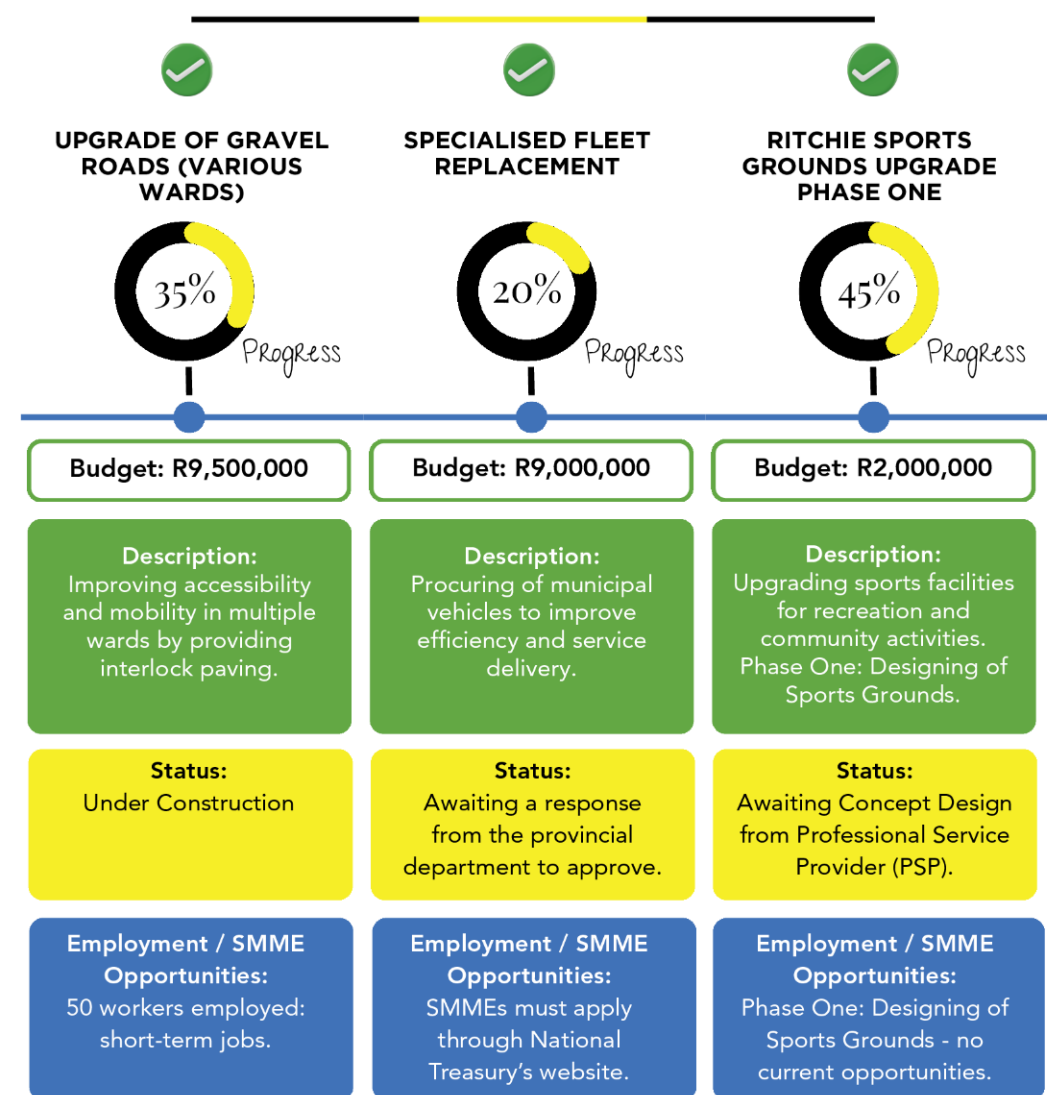 UPGRADE OF GRAVEL
ROADS (VARIOUS
WARDS)
35%
Progress
Budget: R9,500,000
Description:
Improving accessibility
and mobility in multiple
wards by providing
interlock paving.
Status:
Under Construction
Employment / SMME
Opportunities:
50 workers employed:
short-term jobs.
SPECIALISED FLEET
REPLACEMENT
20%
Progress
Budget: R9,000,000
Description:
Procuring of municipal
vehicles to improve
efficiency and service
delivery.
Status:
Awaiting a response
from the provincial
department to approve.
Employment / SMME
Opportunities:
SMMEs must apply
through National
Treasury's website.
RITCHIE SPORTS
GROUNDS UPGRADE
PHASE ONE
45%
Progress
Budget: R2,000,000
Description:
Upgrading sports facilities
for recreation and
community activities.
Phase One: Designing of
Sports Grounds.
Status:
Awaiting Concept Design
from Professional Service
Provider (PSP).
Employment / SMME
Opportunities:
Phase One: Designing of
Sports Grounds - no
current opportunities.